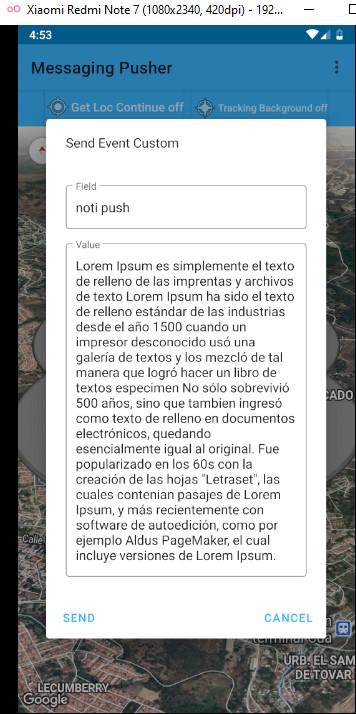 Xiaomi Redmi Note 7 (1080x2340, 420dpi) - 192...
4:53
Messaging Pusher
Get Loc Continue off
Tracking Background off
Send Event Custom
Field
noti push
Value
Lorem Ipsum es simplemente el texto
de relleno de las imprentas y archivos
de texto Lorem Ipsum ha sido el texto
de relleno estándar de las industrias
desde el año 1500 cuando un
impresor desconocido usó una
galería de textos y los mezcló de tal
manera que logró hacer un libro de
textos especimen No sólo sobrevivió
500 años, sino que tambien ingresó
como texto de relleno en documentos
electrónicos, quedando
esencialmente igual al original. Fue
popularizado en los 60s con la
creación de las hojas "Letraset", las
cuales contenian pasajes de Lorem
Ipsum, y más recientemente con
software de autoedición, como por
ejemplo Aldus PageMaker, el cual
incluye versiones de Lorem Ipsum.
SEND
CANCEL
CADO
Calle
URB. EL SAM
DE TOVAR
LECUMBERRY
Google